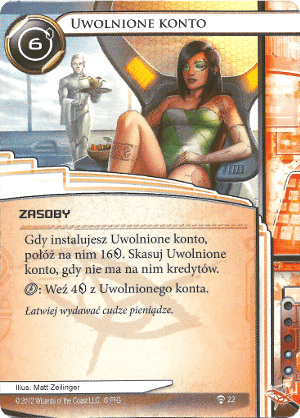 Uwolnione konto
6
ZASOBY
Gdy instalujesz Uwolnione konto,
połóż na nim 16. Skasuj Uwolnione
konto, gdy nie ma na nim kredytów.
: Weź 4 z Uwolnionego konta.
Łatwiej wydawać cudze pieniądze.
Illus. Matt Zeilinger
©2012 Wizards of the Coast LLC. ©FFG
22